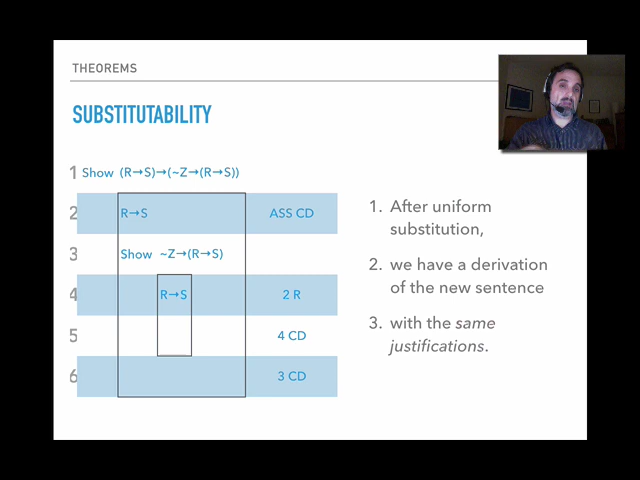 THEOREMS
SUBSTITUTABILITY
1 Show (R→S)→(~Z→(R→S))
2 R→S ASS CD
3 Show ~Z→(R→S)
4 R→S 2 R
5 4 CD
6 3 CD
1. After uniform
substitution,
2. we have a derivation
of the new sentence
3. with the same
justifications.